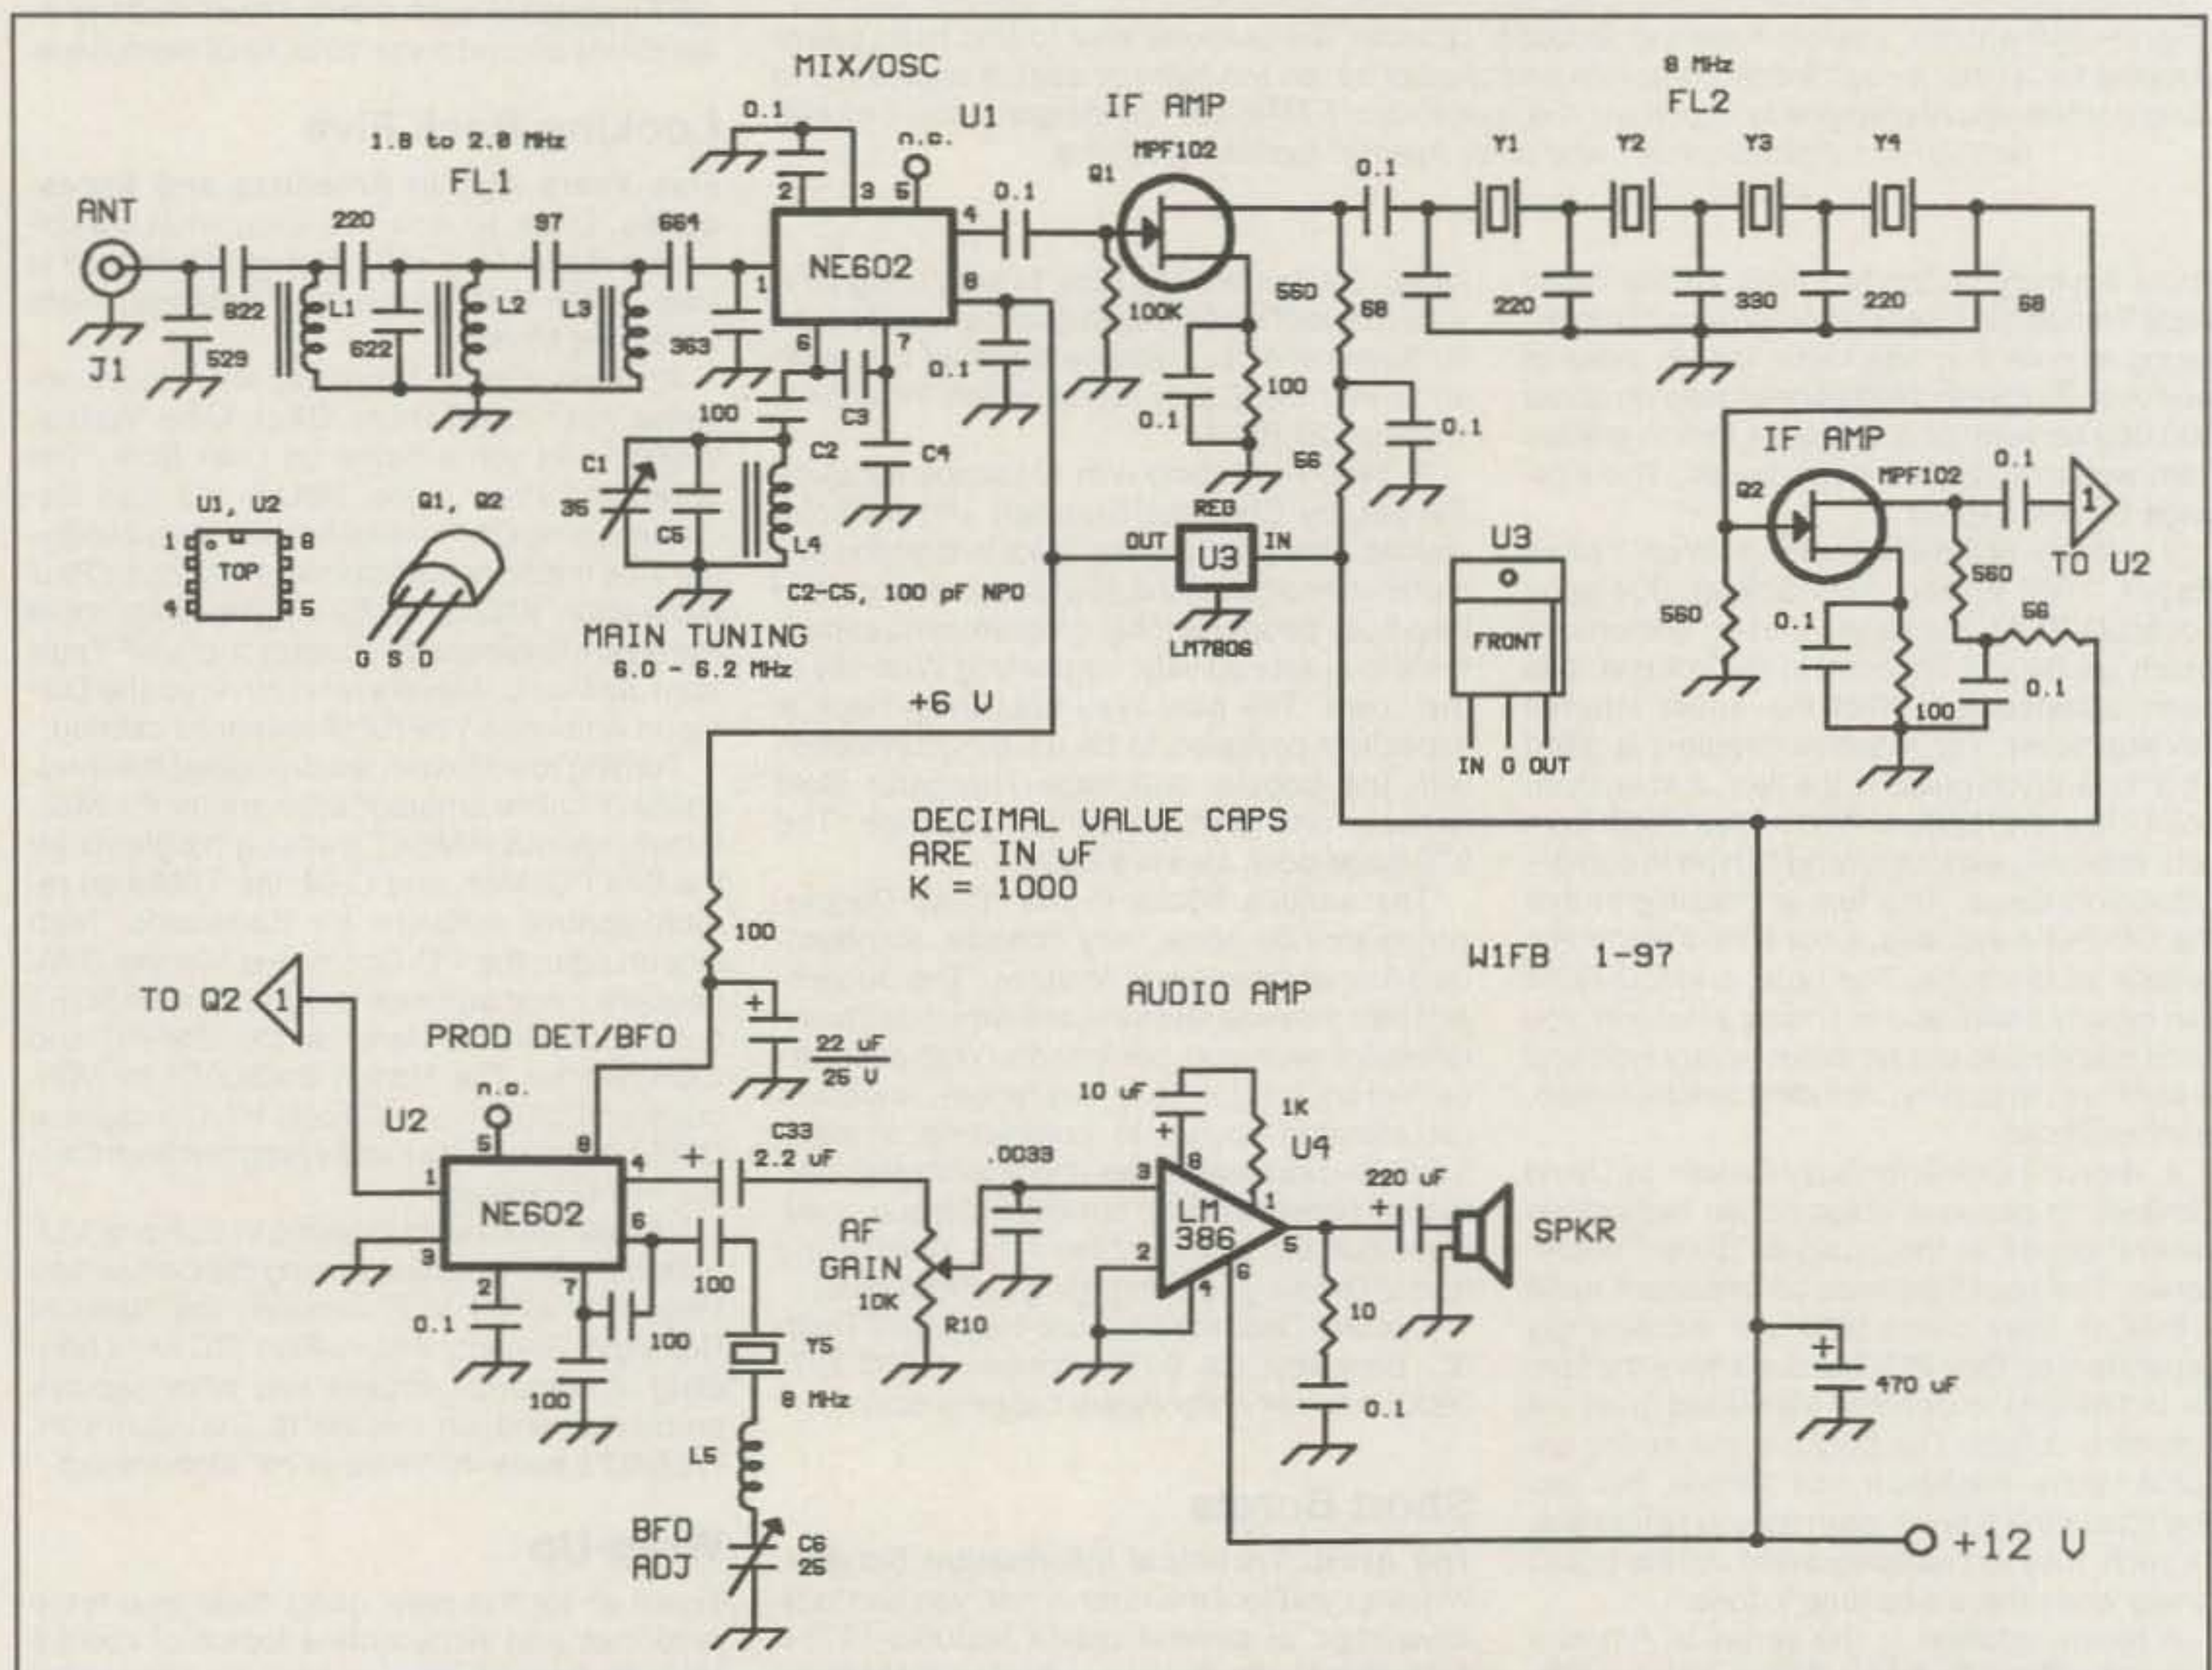 MIX/OSC
8 MHz
FL2
0.1
U1
IF AMP
n.c.
MPF102
Q1
Y1
Y2
Y3
Y4
1.8 to 2.0 MHz
FL1
ANT
220
97
664
2
3
5
4
0.1
0.1
NE602
1
8
822
L1
L2
L3
529
622
363
J1
6
7
0.1
100K
560
68
220
330
220
68
100
C3
0.1
100
0.1
C1
35
C5
C2
C4
L4
56
IF AMP
MPF102
0.1
Q2
1
TO U2
U1, U2
1
8
TOP
4
5
Q1, Q2
G S D
C2-C5, 100 pF NPO
MAIN TUNING
6.0 - 6.2 MHz
+6 V
REG
OUT
U3
IN
LM7806
U3
FRONT
IN G OUT
560
560
56
0.1
100
0.1
DECIMAL VALUE CAPS
ARE IN uF
K = 1000
100
W1FB 1-97
TO Q2
1
PROD DET/BFO
+
22 uF
25 V
AUDIO AMP
n.c.
U2
5
8
1
4
NE602
6
3
2
7
+
C33
2.2 uF
100
0.1
100
100
Y5
8 MHz
L5
BFO
ADJ
C6
25
AF
GAIN
10K
R10
.0033
10 uF
+
1K
U4
3
8
1
LM
386
2
4
5
6
220 uF
+
SPKR
10
0.1
+
470 uF
+12 V